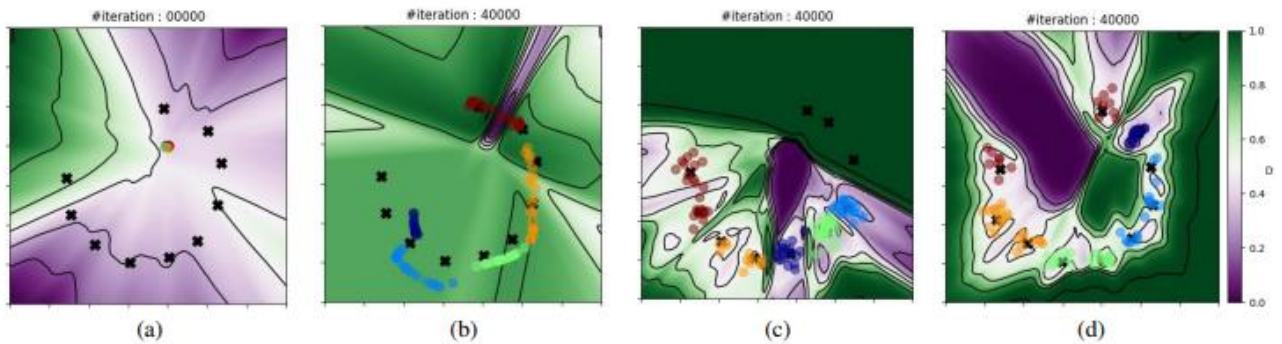 #iteration : 00000
#iteration : 40000
#iteration : 40000
#iteration : 40000
1.0
0.8
0.6
D
0.4
0.2
0.0
(a)
(b)
(c)
(d)